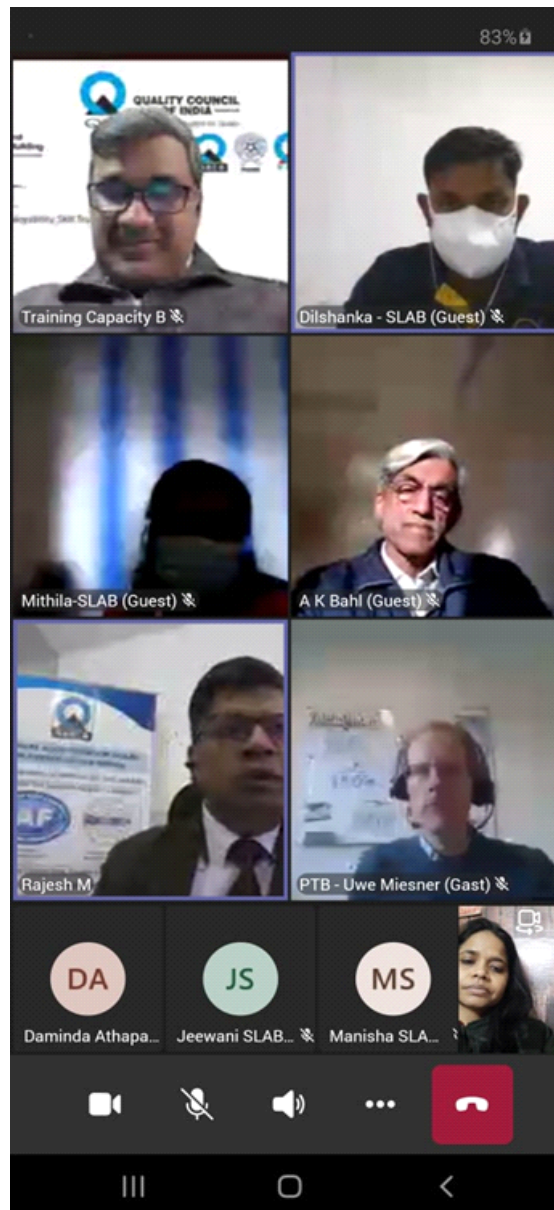 83%
QUALITY COUNCIL
OF INDIA
Training Capacity B
Dilshanka - SLAB (Guest)
Mithila-SLAB (Guest)
A K Bahl (Guest)
Rajesh M
PTB - Uwe Miesner (Gast)
DA
JS
MS
Daminda Athapa...
Jeewani SLAB...
Manisha SLA...